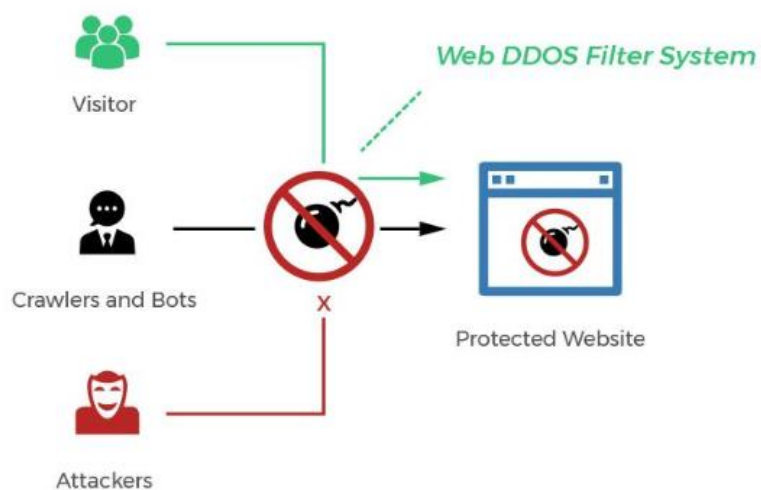 Web DDOS Filter System
Visitor
Crawlers and Bots
x
Protected Website
Attackers